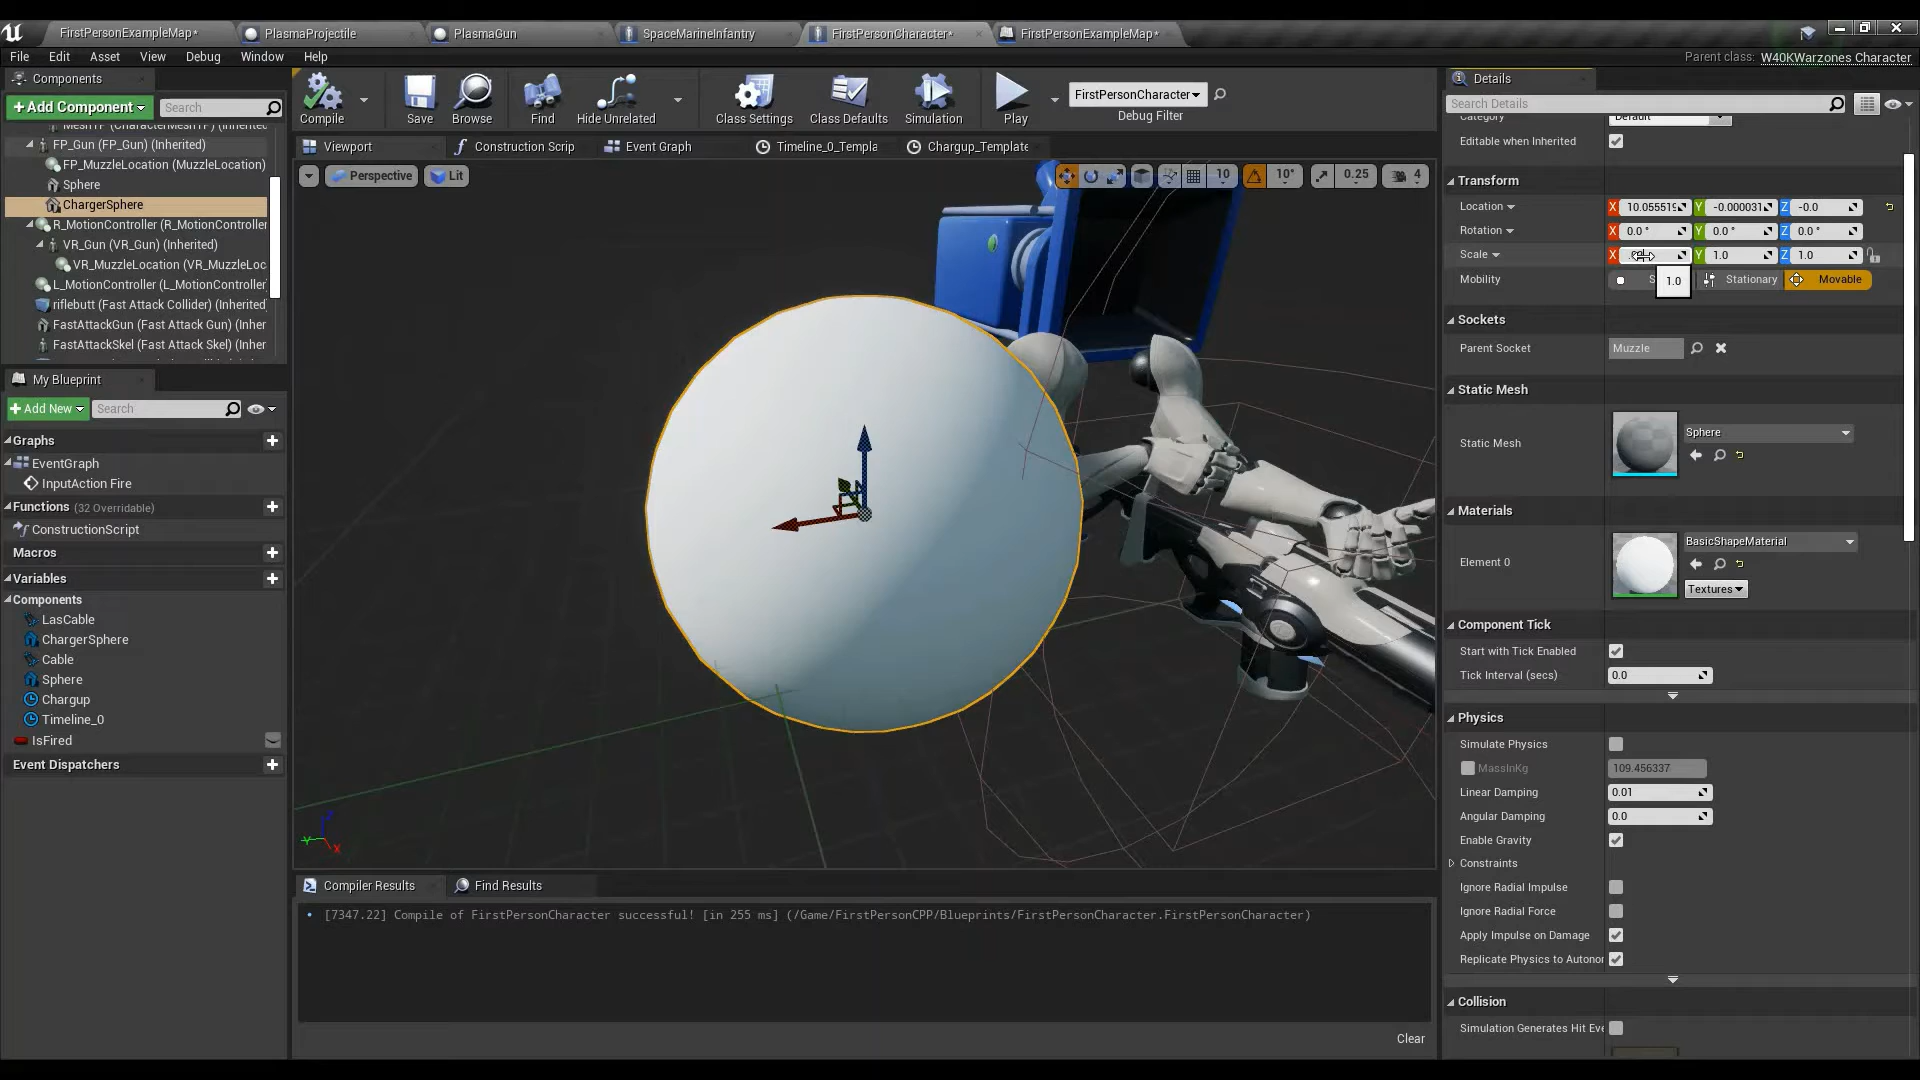 FirstPersonExampleMap*
PlasmaProjectile
PlasmaGun
SpaceMarineInfantry
FirstPersonCharacter*
FirstPersonExampleMap*
File Edit Asset View Debug Window Help
Parent class: W40KWarzones Character
Components
+ Add Component
Search
MeshTP (CharacterMeshTP) (Inherited
FP_Gun (FP_Gun) (Inherited)
FP_MuzzleLocation (MuzzleLocation)
Sphere
ChargerSphere
R_MotionController (R_MotionController
VR_Gun (VR_Gun) (Inherited)
VR_MuzzleLocation (VR_MuzzleLoc
L_MotionController (L_MotionController
riflebutt (Fast Attack Collider) (Inherited
FastAttackGun (Fast Attack Gun) (Inher
FastAttackSkel (Fast Attack Skel) (Inher
My Blueprint
+ Add New
Search
Graphs
EventGraph
InputAction Fire
Functions (32 Overridable)
ConstructionScript
Macros
Variables
Components
LasCable
ChargerSphere
Cable
Sphere
Chargup
Timeline_0
IsFired
Event Dispatchers
Compile
Save
Browse
Find
Hide Unrelated
Class Settings
Class Defaults
Simulation
Play
FirstPersonCharacter
Debug Filter
Viewport
Construction Scrip
Event Graph
Timeline_0_Templa
Chargup_Template
Perspective
Lit
10
10°
0.25
4
Z
Y
X
Compiler Results
Find Results
• [7347.22] Compile of FirstPersonCharacter successful! [in 255 ms] (/Game/FirstPersonCPP/Blueprints/FirstPersonCharacter.FirstPersonCharacter)
Clear
Details
Search Details
Category Default
Editable when Inherited
Transform
Location X 10.055519 Y -0.000031 Z -0.0
Rotation X 0.0 ° Y 0.0 ° Z 0.0 °
Scale X Y 1.0 Z 1.0
Mobility S Stationary Movable
1.0
Sockets
Parent Socket Muzzle
Static Mesh
Static Mesh
Sphere
Materials
Element 0
BasicShapeMaterial
Textures
Component Tick
Start with Tick Enabled
Tick Interval (secs) 0.0
Physics
Simulate Physics
MassInKg 109.456337
Linear Damping 0.01
Angular Damping 0.0
Enable Gravity
Constraints
Ignore Radial Impulse
Ignore Radial Force
Apply Impulse on Damage
Replicate Physics to Autonor
Collision
Simulation Generates Hit Eve